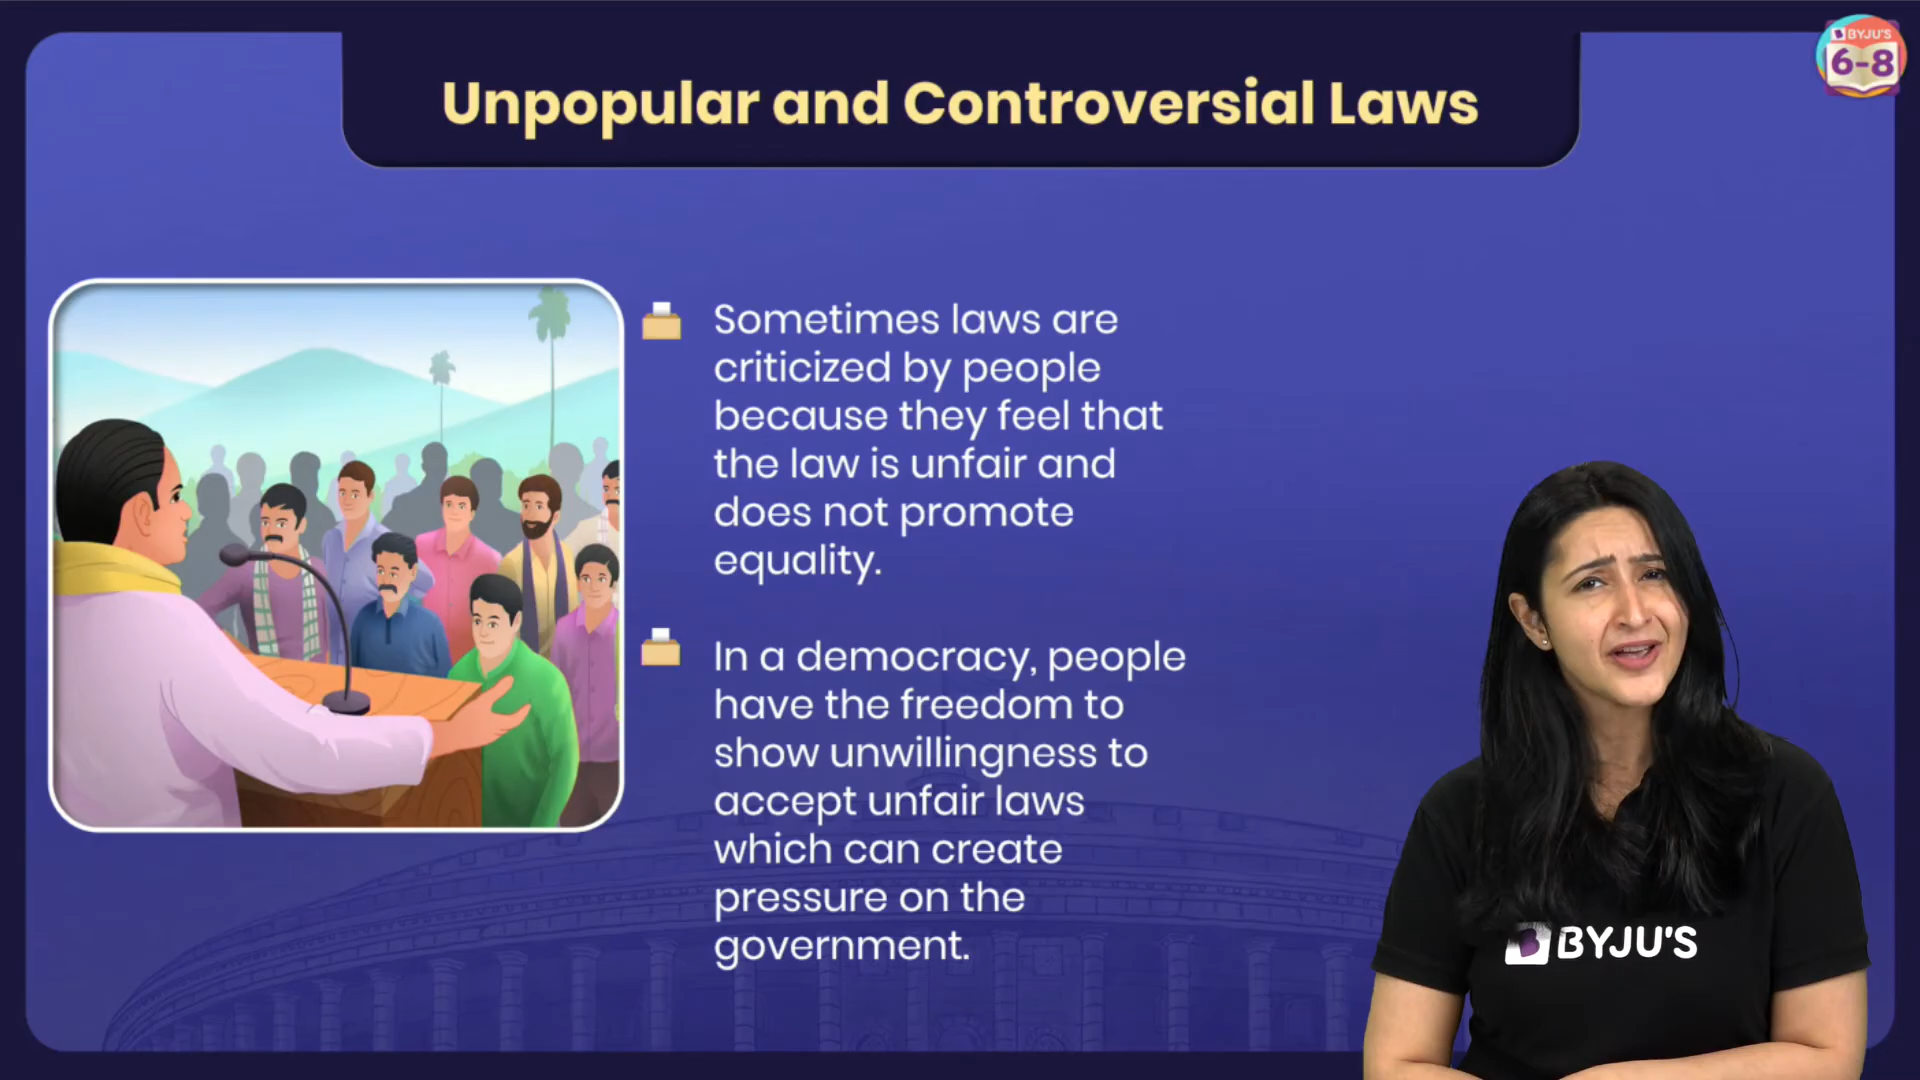 Unpopular and Controversial Laws
BYJU'S
6-8
Sometimes laws are
criticized by people
because they feel that
the law is unfair and
does not promote
equality.
In a democracy, people
have the freedom to
show unwillingness to
accept unfair laws
which can create
pressure on the
government.
BYJU'S